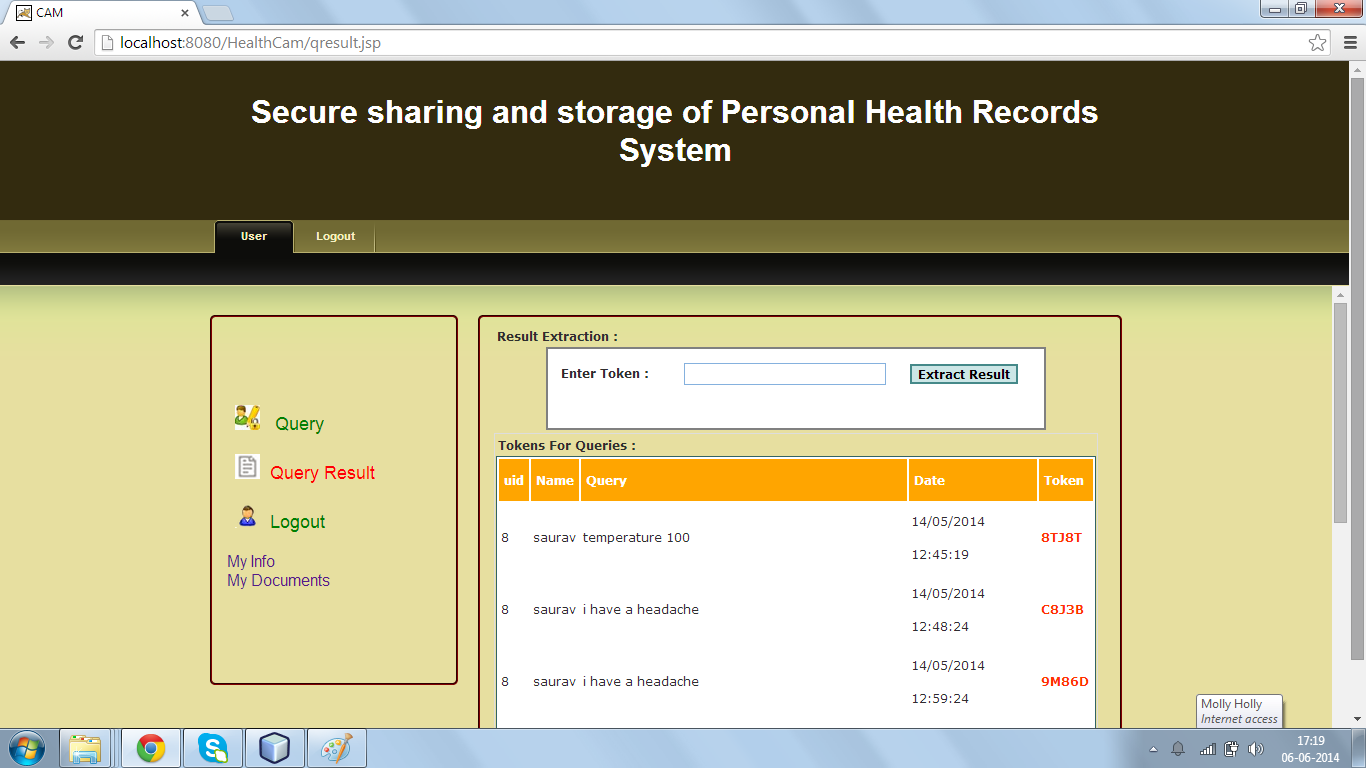 CAM
localhost:8080/HealthCam/qresult.jsp
Secure sharing and storage of Personal Health Records
System
User Logout
Query
Query Result
Logout
My Info
My Documents
Result Extraction :
Enter Token : Extract Result
Tokens For Queries :
uid Name Query Date Token
8 saurav temperature 100 14/05/2014 12:45:19 8TJ8T
8 saurav i have a headache 14/05/2014 12:48:24 C8J3B
8 saurav i have a headache 14/05/2014 12:59:24 9M86D
Molly Holly
Internet access
17:19
06-06-2014